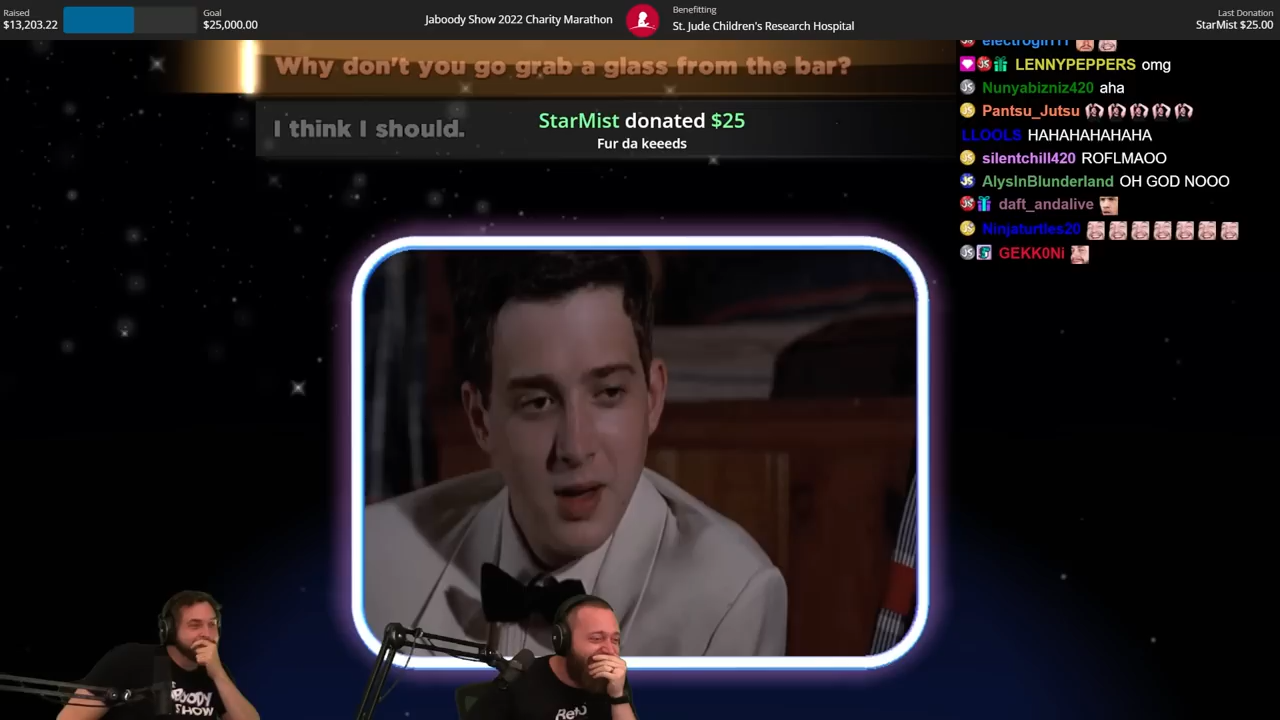 Raised
$13,203.22
Goal
$25,000.00
Jaboody Show 2022 Charity Marathon
Benefitting
St. Jude Children's Research Hospital
Last Donation
StarMist $25.00
Why don't you go grab a glass from the bar?
I think I should.
StarMist donated $25
Fur da keeeds
electrogirl11
LENNYPEPPERS omg
Nunyabizniz420 aha
Pantsu_Jutsu
LLOOLS HAHAHAHAHAHA
silentchill420 ROFLMAOO
AlysInBlunderland OH GOD NOOO
daft_andalive
Ninjaturtles20
GEKK0Ni
SHOW